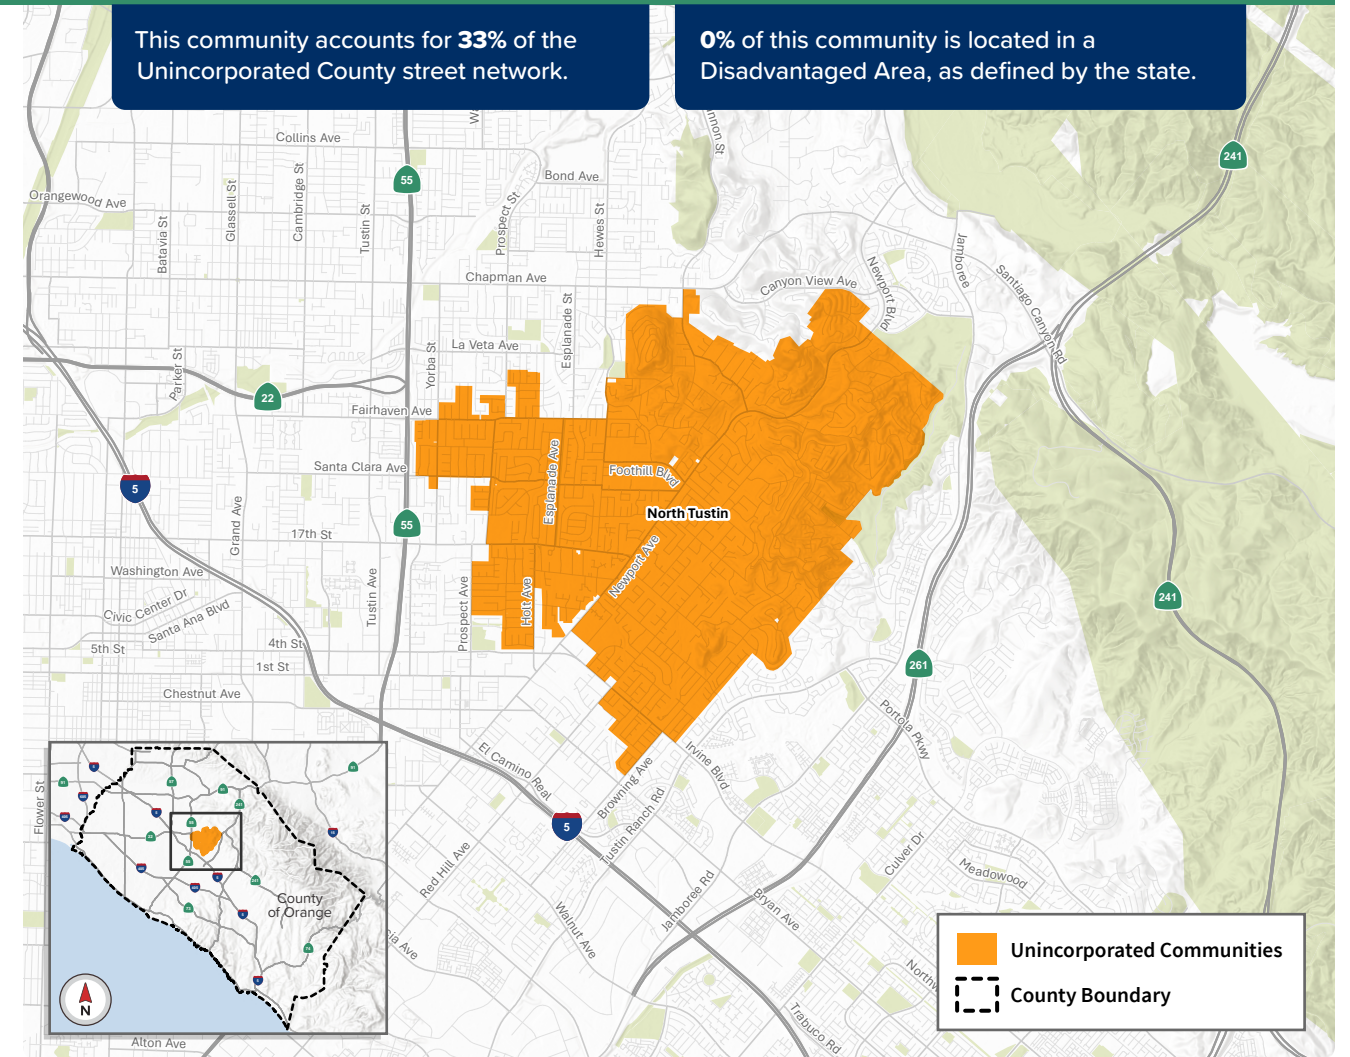 This community accounts for 33% of the
Unincorporated County street network.
0% of this community is located in a
Disadvantaged Area, as defined by the state.
Collins Ave
55
241
Bond Ave
Orangewood Ave
Batavia St
Glassell St
Cambridge St
Tustin St
Prospect St
Hewes St
Jamboree
Chapman Ave
Canyon View Ave
Newport Blvd
Santiago Canyon Rd
Esplanade St
La Veta Ave
Yorba St
Parker St
22
Fairhaven Ave
Santa Clara Ave
Foothill Blvd
Esplanade Ave
5
North Tustin
55
Grand Ave
17th St
Washington Ave
Newport Ave
Civic Center Dr
Santa Ana Blvd
Tustin Ave
Prospect Ave
Holt Ave
241
5th St
4th St
1st St
261
Chestnut Ave
Portola Pkwy
El Camino Real
Irvine Blvd
Browning Ave
Tustin Ranch Rd
5
Flower St
Red Hill Ave
Culver Dr
Meadowood
Jamboree Rd
Bryan Ave
Walnut Ave
County
of Orange
N
Alton Ave
Trabuco Rd
Unincorporated Communities
County Boundary